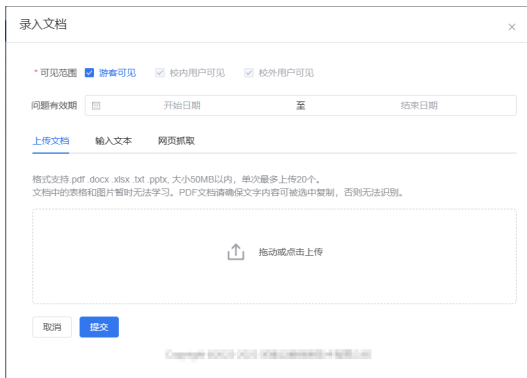 录入文档
* 可见范围 游客可见 校内用户可见 校外用户可见
问题有效期 开始日期 至 结束日期
上传文档 输入文本 网页抓取
格式支持.pdf .docx .xlsx .txt .pptx, 大小50MB以内，单次最多上传20个。
文档中的表格和图片暂时无法学习。PDF文档请确保文字内容可被选中复制，否则无法识别。
拖动或点击上传
取消 提交